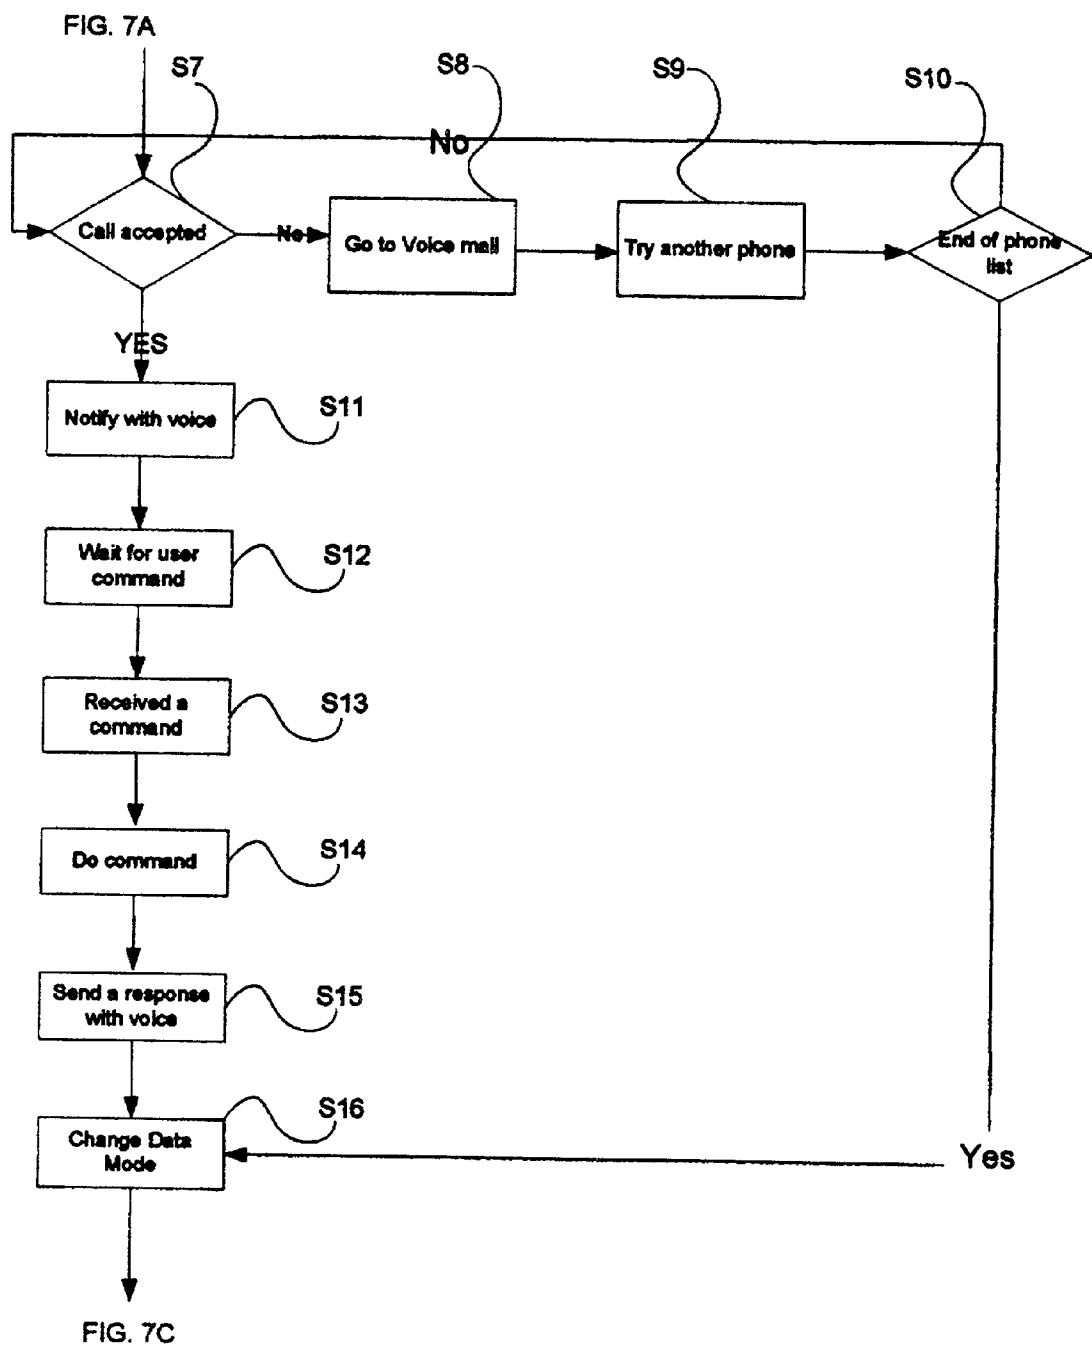 FIG. 7A
S7
S8
S9
S10
No
Call accepted
No
Go to Voice mail
Try another phone
End of phone
list
YES
Notify with voice
S11
Wait for user
command
S12
Received a
command
S13
Do command
S14
Send a response
with voice
S15
Change Data
Mode
S16
Yes
FIG. 7C